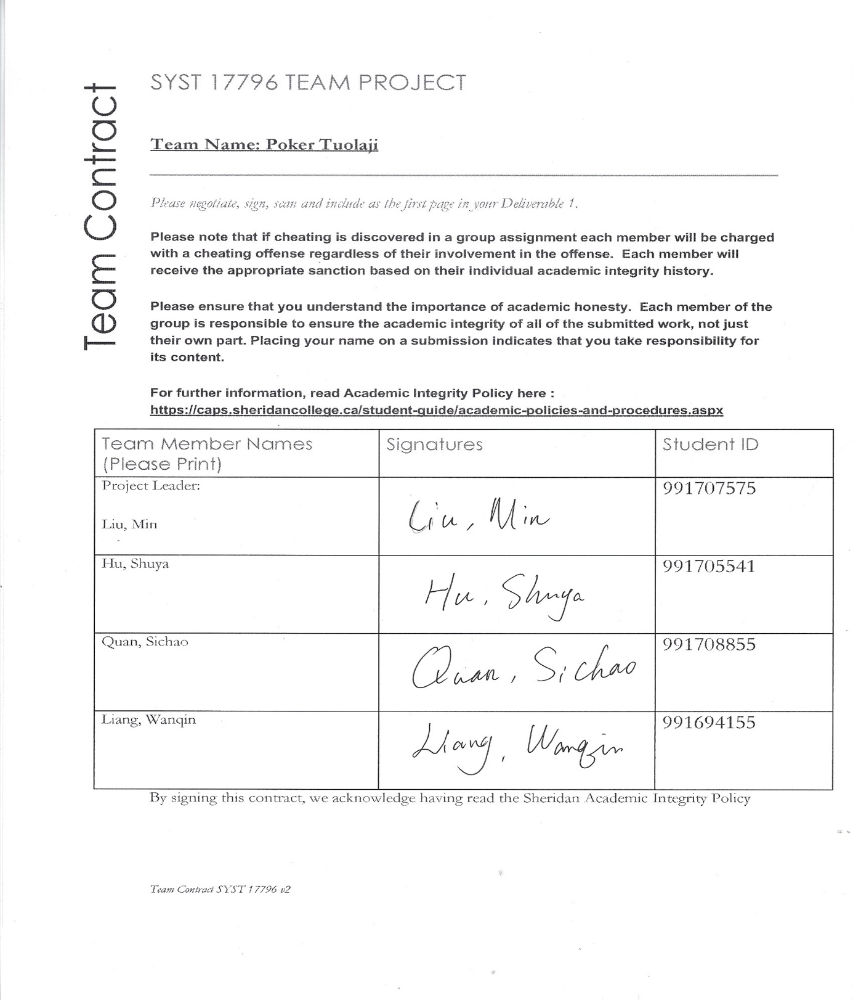 Team Contract
SYST 17796 TEAM PROJECT
Team Name: Poker Tuolaji
Please negotiate, sign, scan and include as the first page in your Deliverable 1.
Please note that if cheating is discovered in a group assignment each member will be charged
with a cheating offense regardless of their involvement in the offense.  Each member will
receive the appropriate sanction based on their individual academic integrity history.
Please ensure that you understand the importance of academic honesty.  Each member of the
group is responsible to ensure the academic integrity of all of the submitted work, not just
their own part. Placing your name on a submission indicates that you take responsibility for
its content.
For further information, read Academic Integrity Policy here :
https://caps.sheridancollege.ca/student-guide/academic-policies-and-procedures.aspx
Team Member Names Signatures Student ID
(Please Print)
Project Leader: 991707575
Liu, Min Liu, Min
Hu, Shuya 991705541
Hu, Shuya
Quan, Sichao 991708855
Quan, Sichao
Liang, Wanqin 991694155
Liang, Wanqin
By signing this contract, we acknowledge having read the Sheridan Academic Integrity Policy
Team Contract SYST 17796 v2